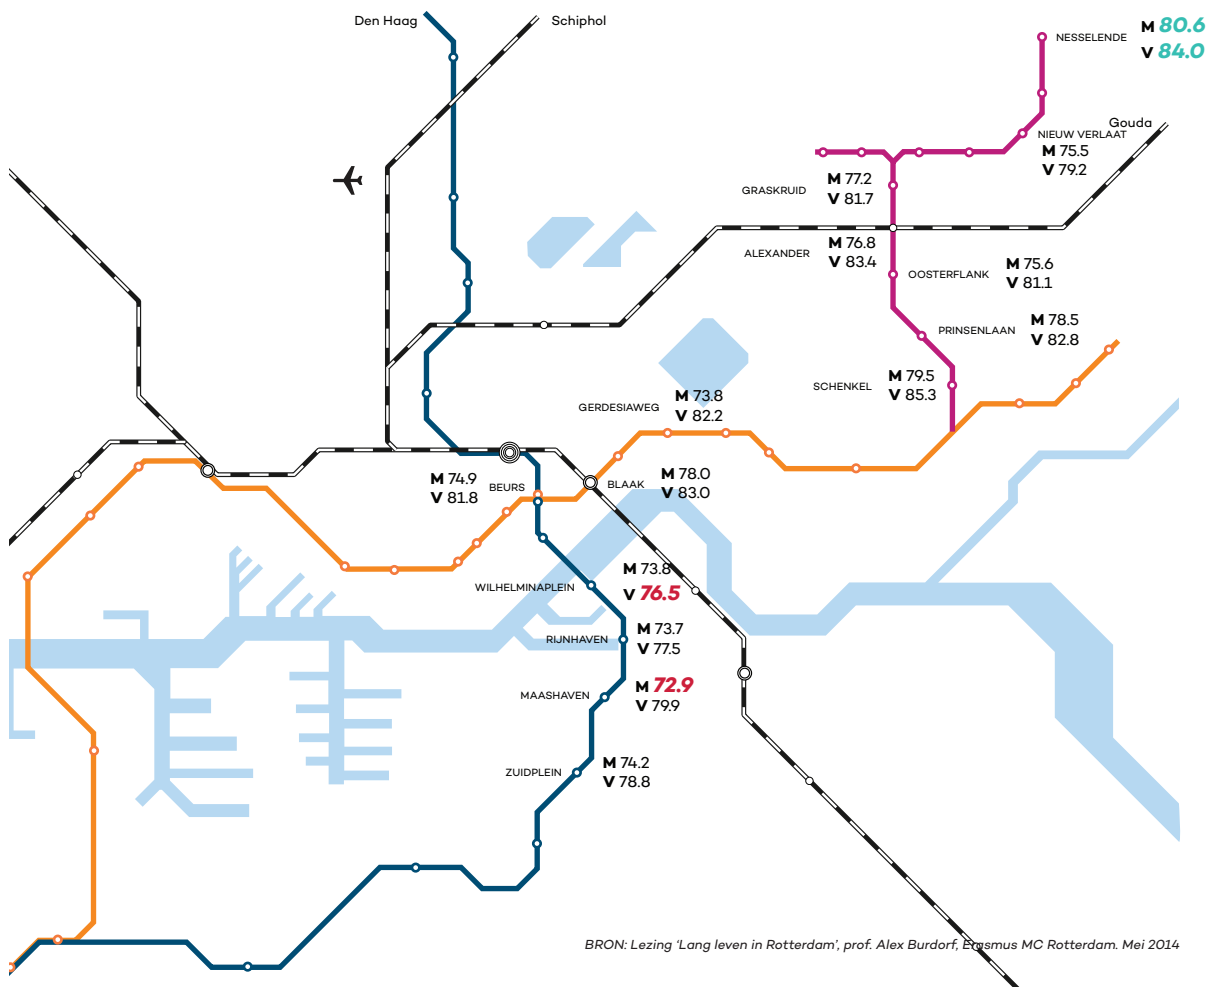 Den Haag
Schiphol
NESSELENDE
M 80.6
V 84.0
Gouda
NIEUW VERLAAT
M 75.5
V 79.2
GRASKRUID
M 77.2
V 81.7
ALEXANDER
M 76.8
V 83.4
OOSTERFLANK
M 75.6
V 81.1
PRINSENLAAN
M 78.5
V 82.8
SCHENKEL
M 79.5
V 85.3
GERDESIAWEG
M 73.8
V 82.2
M 74.9
V 81.8
BEURS
BLAAK
M 78.0
V 83.0
WILHELMINAPLEIN
M 73.8
V 76.5
RIJNHAVEN
M 73.7
V 77.5
MAASHAVEN
M 72.9
V 79.9
ZUIDPLEIN
M 74.2
V 78.8
BRON: Lezing ‘Lang leven in Rotterdam’, prof. Alex Burdorf, Erasmus MC Rotterdam. Mei 2014